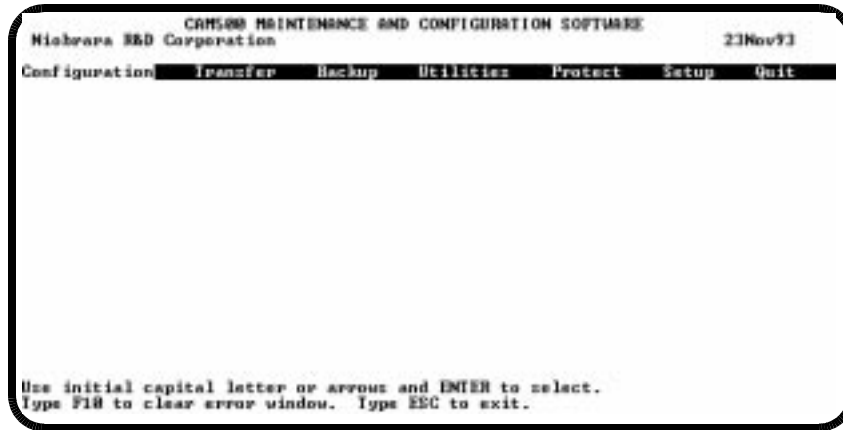 CAM500 MAINTENANCE AND CONFIGURATION SOFTWARE
Niobrara R&D Corporation 23Nov93
Configuration Transfer Backup Utilities Protect Setup Quit
Use initial capital letter or arrows and ENTER to select.
Type F10 to clear error window. Type ESC to exit.